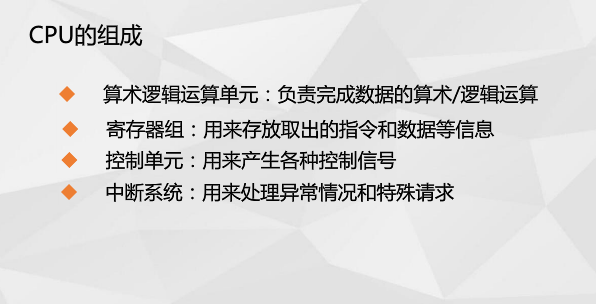 CPU的组成
算术逻辑运算单元：负责完成数据的算术/逻辑运算
寄存器组：用来存放取出的指令和数据等信息
控制单元：用来产生各种控制信号
中断系统：用来处理异常情况和特殊请求